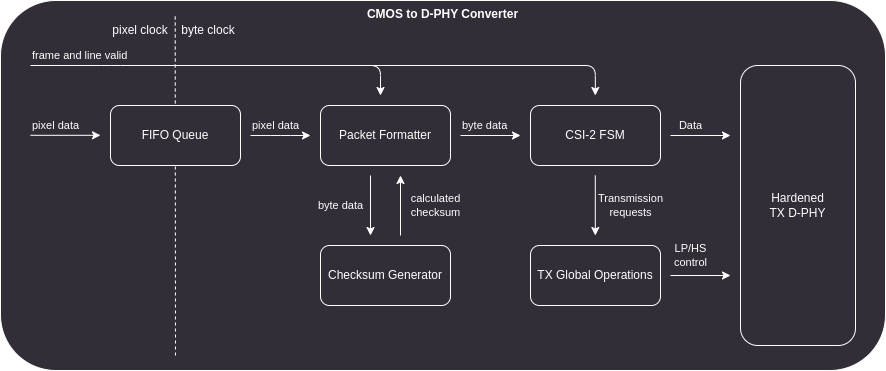 CMOS to D-PHY Converter
pixel clock
byte clock
frame and line valid
pixel data
FIFO Queue
pixel data
Packet Formatter
byte data
CSI-2 FSM
Data
Hardened
TX D-PHY
byte data
calculated
checksum
Transmission
requests
Checksum Generator
TX Global Operations
LP/HS
control